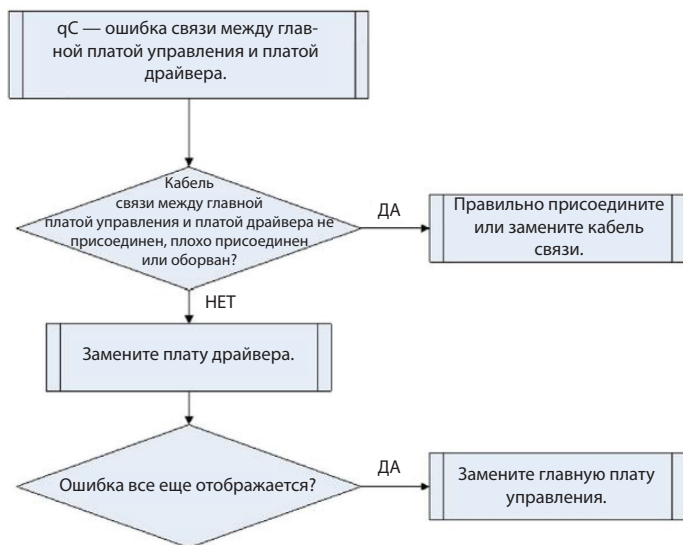 qC — ошибка связи между глав-
ной платой управления и платой
драйвера.
Кабель
связи между главной
платой управления и платой драйвера не
присоединен, плохо присоединен
или оборван?
ДА
Правильно присоедините
или замените кабель
связи.
НЕТ
Замените плату драйвера.
Ошибка все еще отображается?
ДА
Замените главную плату
управления.